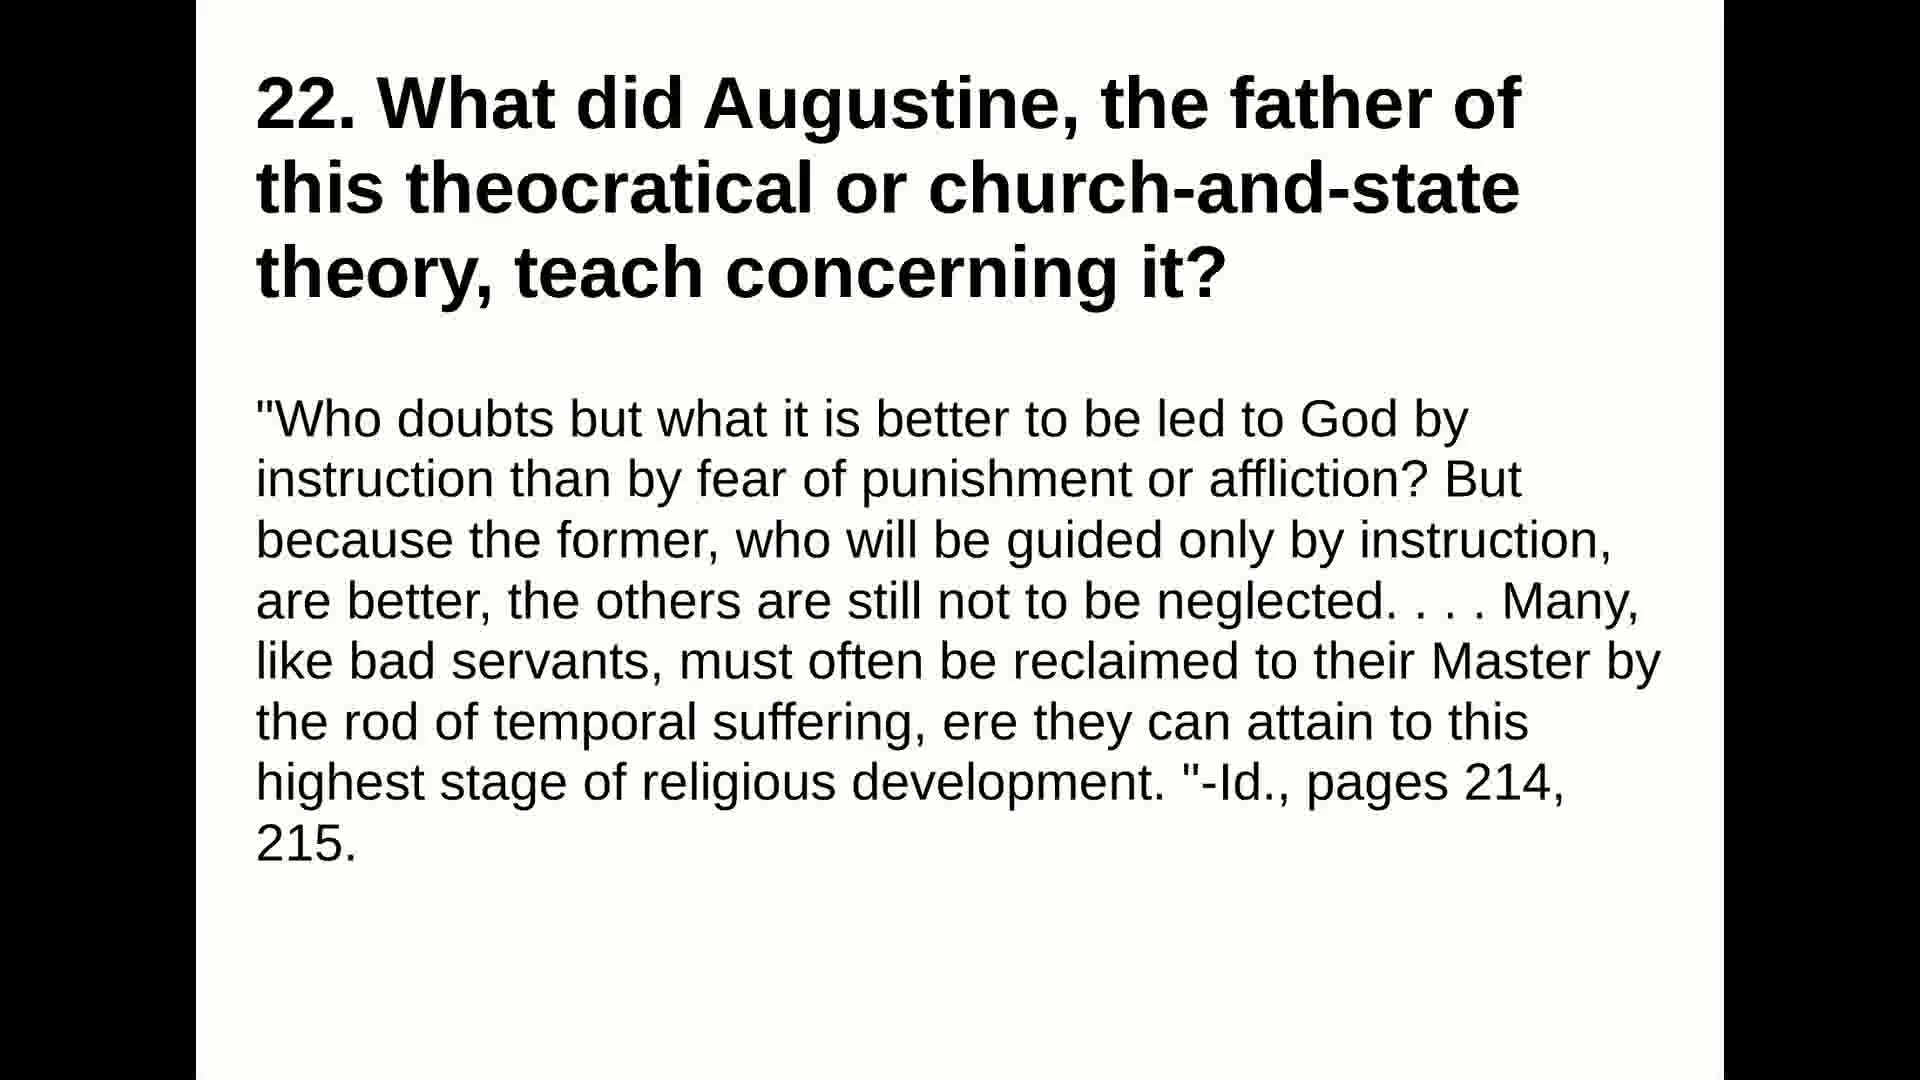 22. What did Augustine, the father of
this theocratical or church-and-state
theory, teach concerning it?
"Who doubts but what it is better to be led to God by
instruction than by fear of punishment or affliction? But
because the former, who will be guided only by instruction,
are better, the others are still not to be neglected. . . . Many,
like bad servants, must often be reclaimed to their Master by
the rod of temporal suffering, ere they can attain to this
highest stage of religious development. "-Id., pages 214,
215.